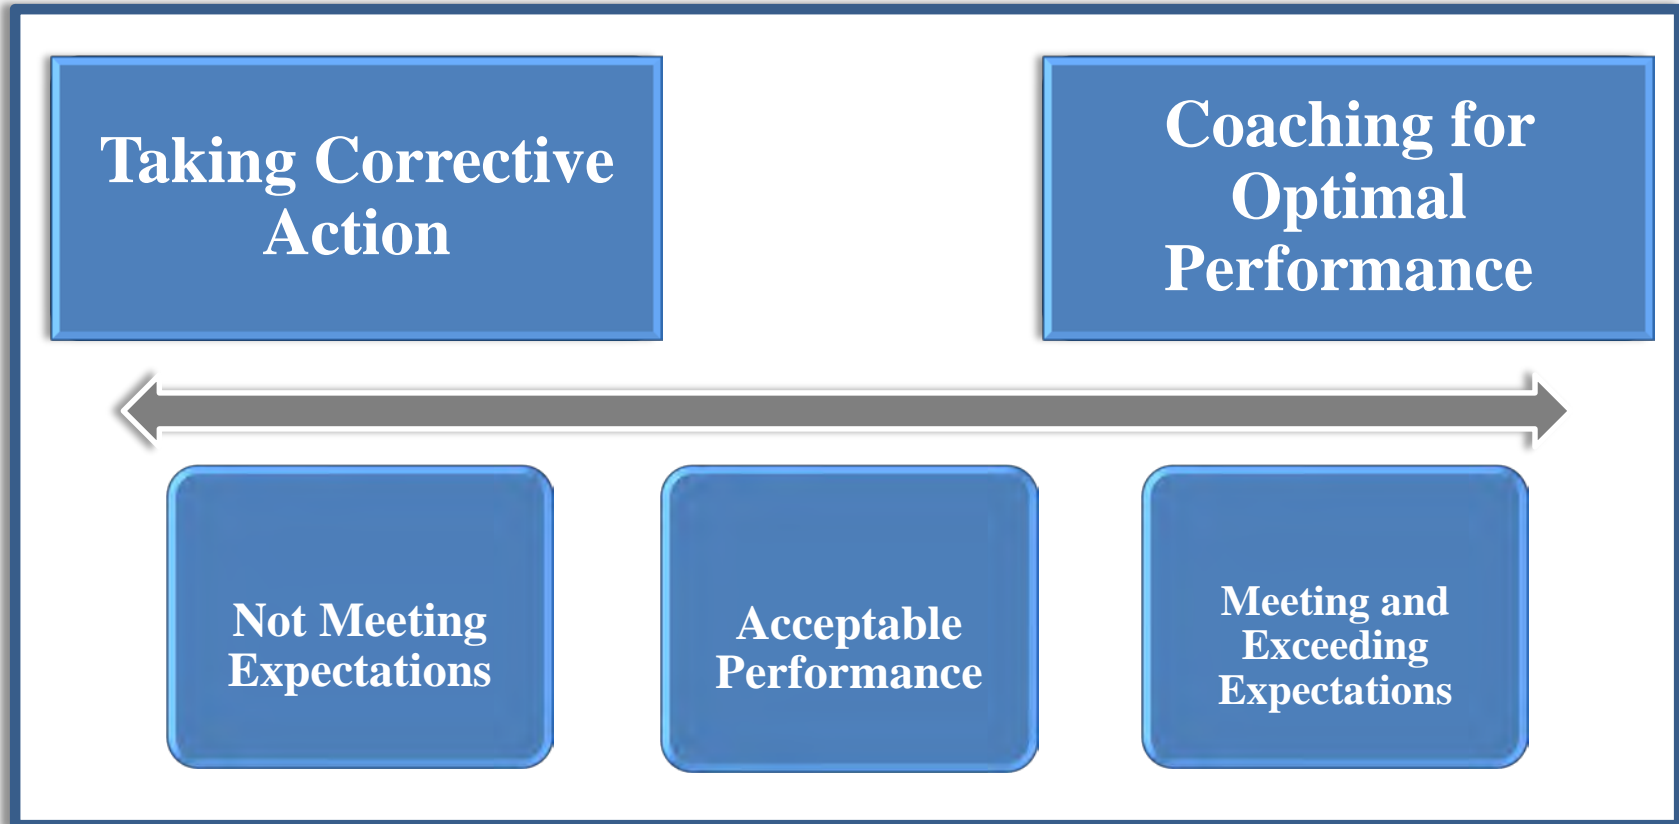 Taking Corrective
Action
Coaching for
Optimal
Performance
Not Meeting
Expectations
Acceptable
Performance
Meeting and
Exceeding
Expectations